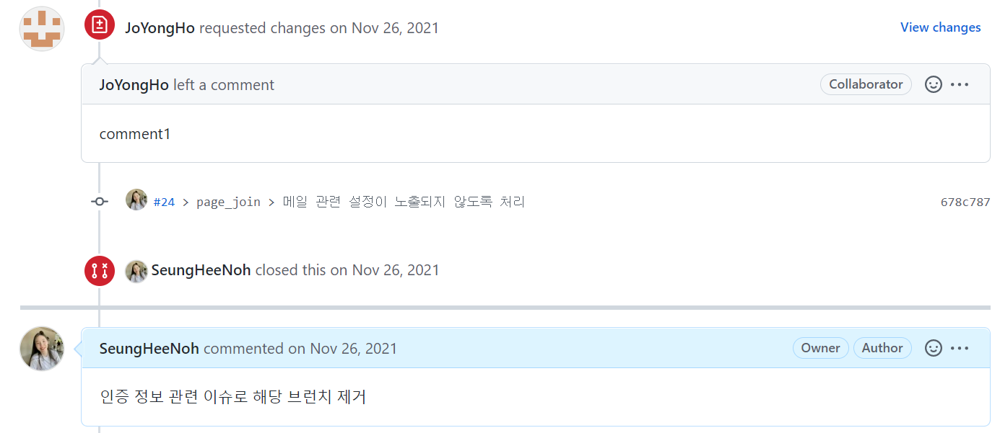 JoYongHo requested changes on Nov 26, 2021 View changes
JoYongHo left a comment Collaborator
comment1
#24 > page_join > 메일 관련 설정이 노출되지 않도록 처리 678c787
SeungHeeNoh closed this on Nov 26, 2021
SeungHeeNoh commented on Nov 26, 2021 Owner Author
인증 정보 관련 이슈로 해당 브런치 제거